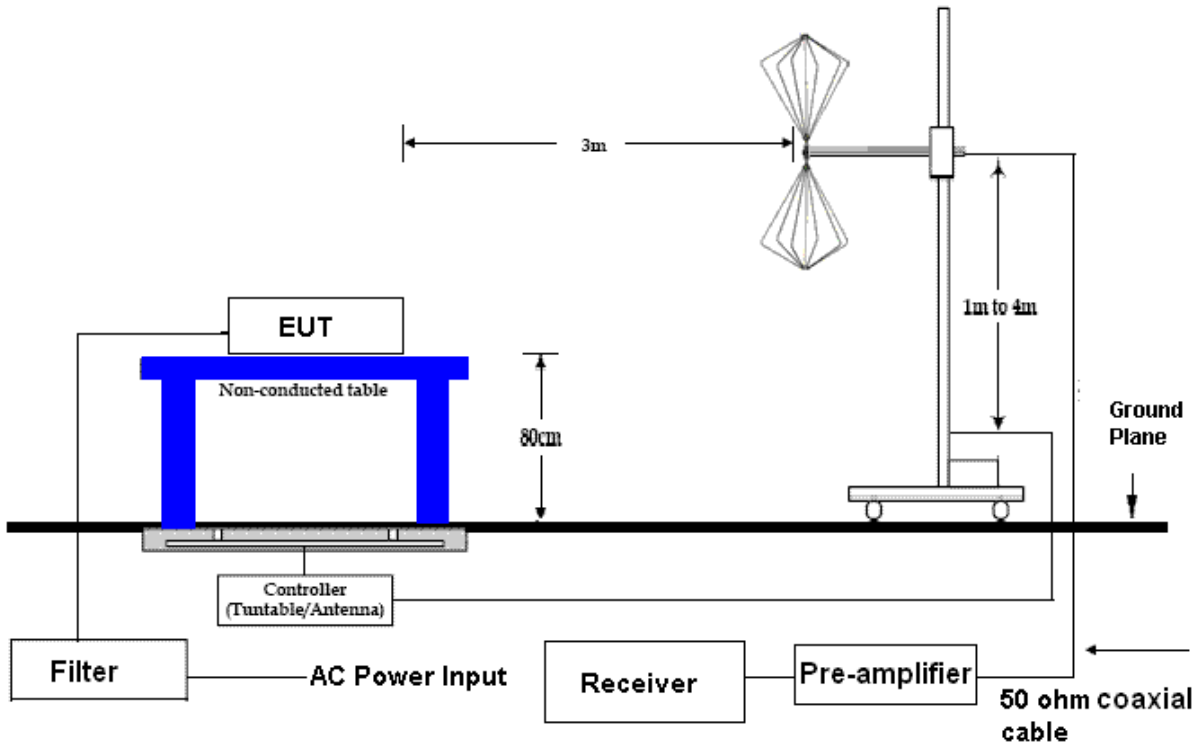 3m
EUT
1m to 4m
Non-conducted table
80cm
Ground
Plane
Controller
(Tuntable/Antenna)
Filter
AC Power Input
Receiver
Pre-amplifier
50 ohm coaxial
cable